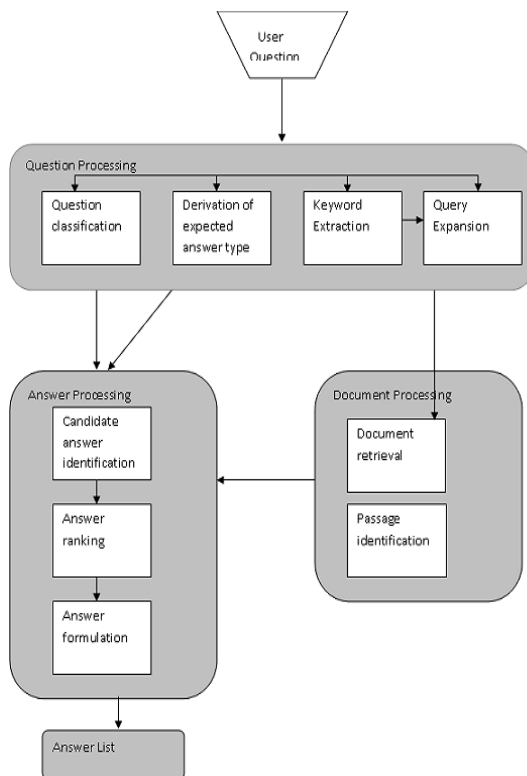 User
Question
Question Processing
Question
classification
Derivation of
expected
answer type
Keyword
Extraction
Query
Expansion
Answer Processing
Candidate
answer
identification
Answer
ranking
Answer
formulation
Document Processing
Document
retrieval
Passage
identification
Answer List